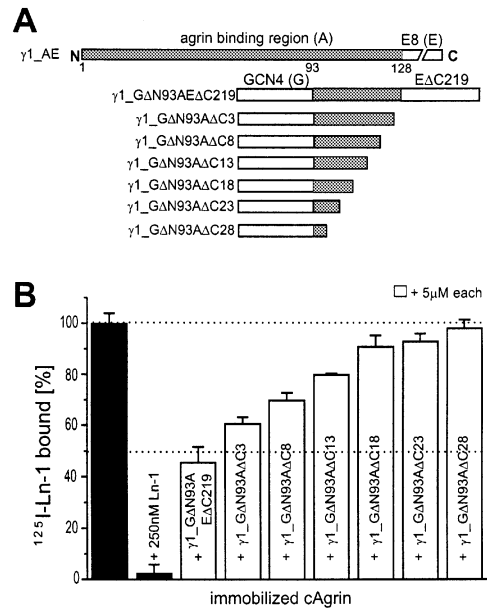 A
agrin binding region (A) E8 (E)
γ1_AE N C
1 93 128
GCN4 (G) EΔC219
γ1_GΔN93AEΔC219
γ1_GΔN93AΔC3
γ1_GΔN93AΔC8
γ1_GΔN93AΔC13
γ1_GΔN93AΔC18
γ1_GΔN93AΔC23
γ1_GΔN93AΔC28
B
+ 5μM each
125I-Ln-1 bound [%]
100
80
60
40
20
0
+ 250nM Ln-1
+ γ1_GΔN93A
EΔC219
+ γ1_GΔN93AΔC3
+ γ1_GΔN93AΔC8
+ γ1_GΔN93AΔC13
+ γ1_GΔN93AΔC18
+ γ1_GΔN93AΔC23
+ γ1_GΔN93AΔC28
immobilized cAgrin